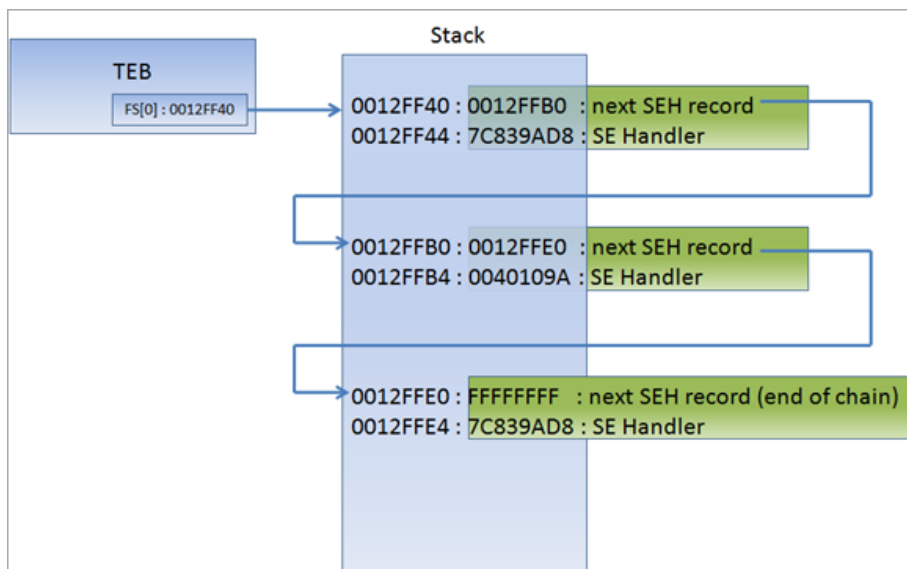 Stack
TEB
FS[0] : 0012FF40
0012FF40 : 0012FFB0 : next SEH record
0012FF44 : 7C839AD8 : SE Handler
0012FFB0 : 0012FFE0 : next SEH record
0012FFB4 : 0040109A : SE Handler
0012FFE0 : FFFFFFFF : next SEH record (end of chain)
0012FFE4 : 7C839AD8 : SE Handler